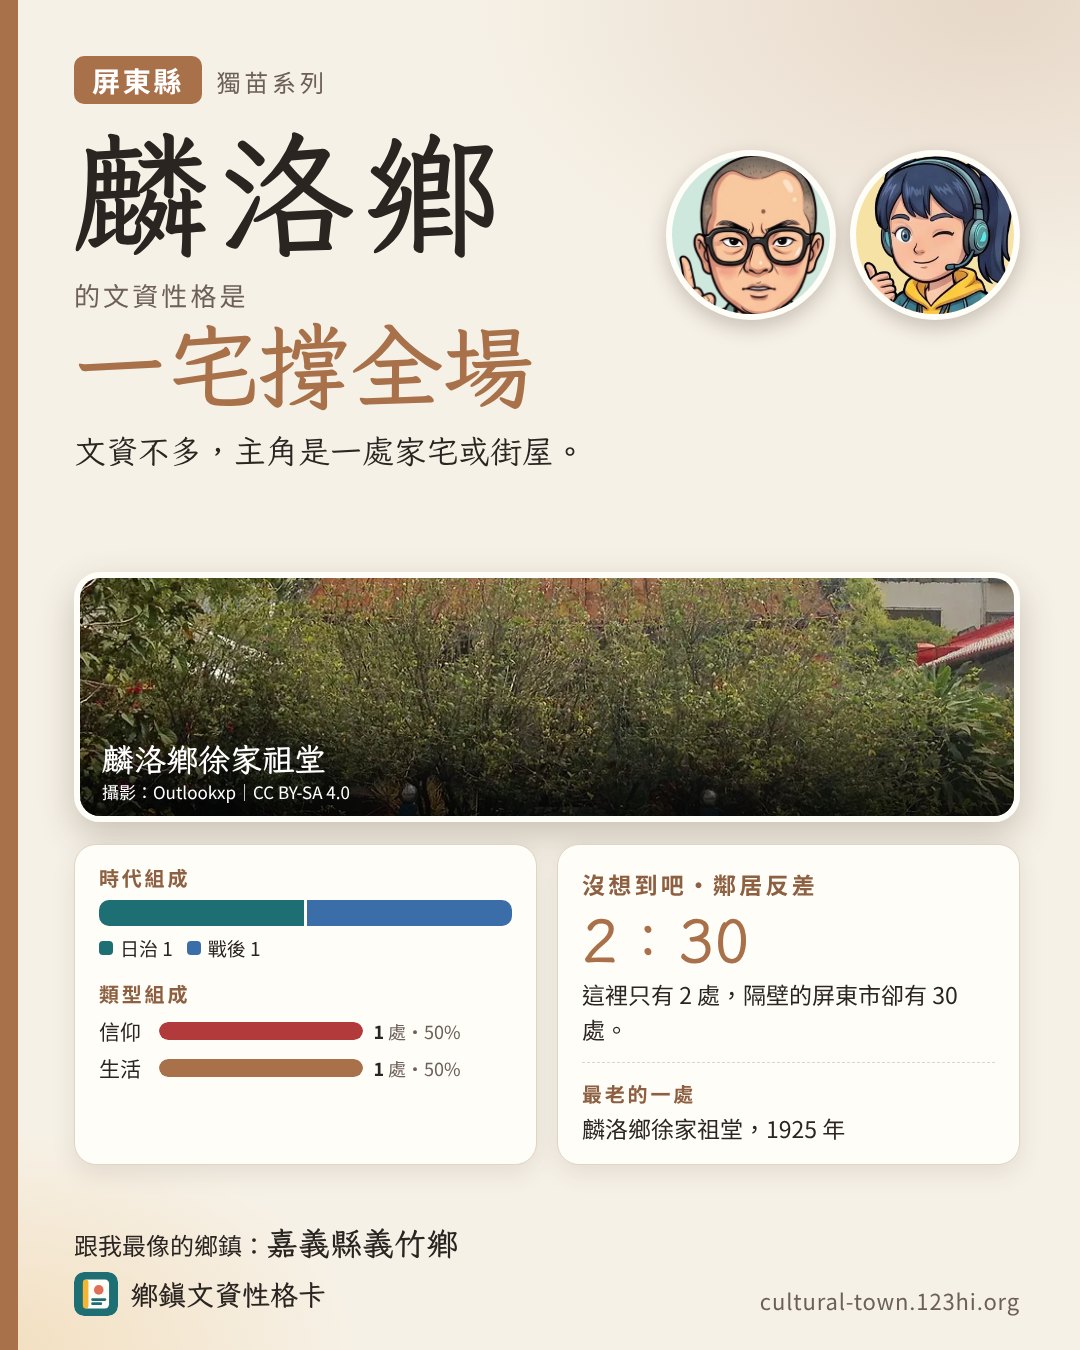 屏東縣 獨苗系列
麟洛鄉
的文資性格是
一宅撐全場
文資不多，主角是一處家宅或街屋。
麟洛鄉徐家祖堂
攝影：Outlookxp｜CC BY-SA 4.0
時代組成
日治 1 戰後 1
類型組成
信仰 1 處・50%
生活 1 處・50%
沒想到吧・鄰居反差
2：30
這裡只有 2 處，隔壁的屏東市卻有 30
處。
最老的一處
麟洛鄉徐家祖堂，1925 年
跟我最像的鄉鎮：嘉義縣義竹鄉
鄉鎮文資性格卡
cultural-town.123hi.org